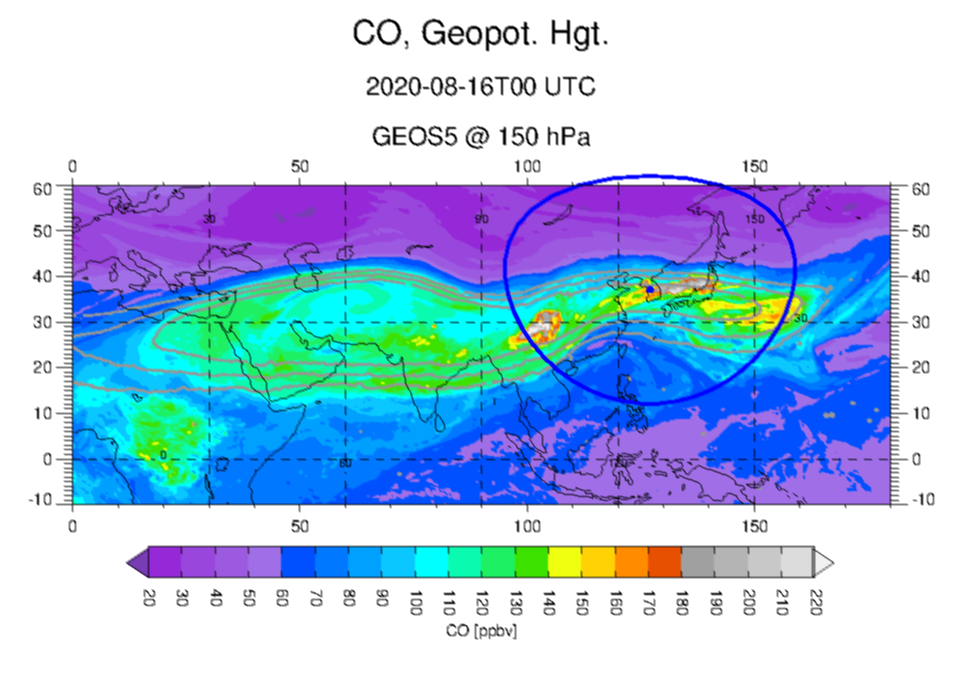 CO, Geopot. Hgt.
2020-08-16T00 UTC
GEOS5 @ 150 hPa
0 50 100 150
60 60
30 90 150
50 50
40 40
30 30 30
20 20
10 10
0 0 60 0
-10 -10
0 50 100 150
20 30 40 50 60 70 80 90 100 110 120 130 140 150 160 170 180 190 200 210 220
CO [ppbv]